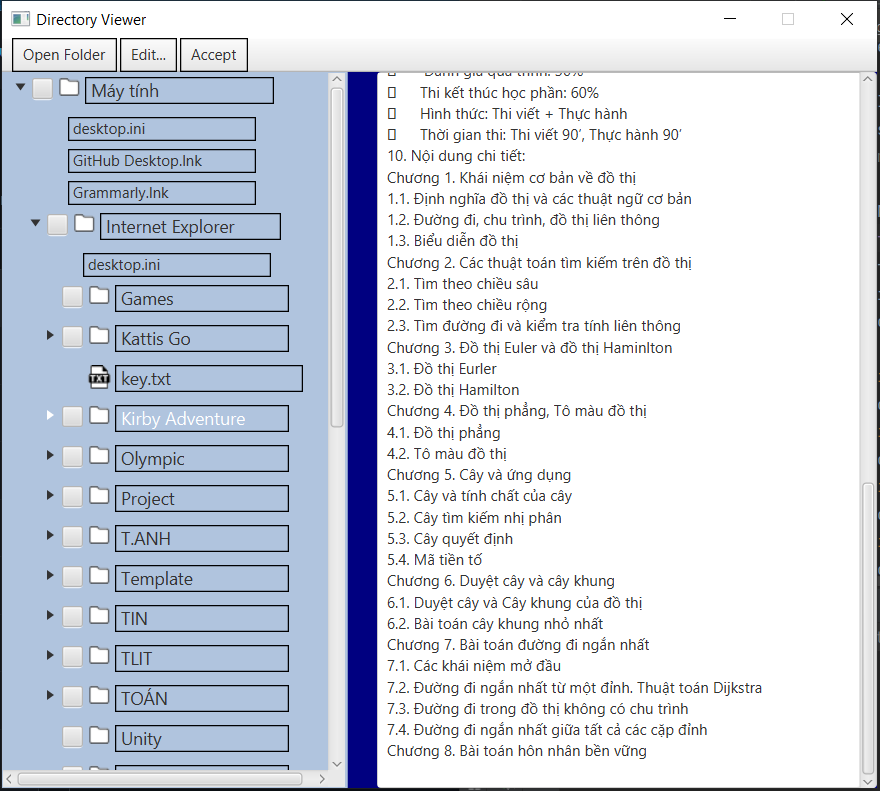 Directory Viewer
Open Folder
Edit...
Accept
Máy tính
desktop.ini
GitHub Desktop.lnk
Grammarly.lnk
Internet Explorer
desktop.ini
Games
Kattis Go
TXT
key.txt
Kirby Adventure
Olympic
Project
T.ANH
Template
TIN
TLIT
TOÁN
Unity
Đánh giá quá trình: 30%
Thi kết thúc học phần: 60%
Hình thức: Thi viết + Thực hành
Thời gian thi: Thi viết 90’, Thực hành 90’
10. Nội dung chi tiết:
Chương 1. Khái niệm cơ bản về đồ thị
1.1. Định nghĩa đồ thị và các thuật ngữ cơ bản
1.2. Đường đi, chu trình, đồ thị liên thông
1.3. Biểu diễn đồ thị
Chương 2. Các thuật toán tìm kiếm trên đồ thị
2.1. Tìm theo chiều sâu
2.2. Tìm theo chiều rộng
2.3. Tìm đường đi và kiểm tra tính liên thông
Chương 3. Đồ thị Euler và đồ thị Haminlton
3.1. Đồ thị Eurler
3.2. Đồ thị Hamilton
Chương 4. Đồ thị phẳng, Tô màu đồ thị
4.1. Đồ thị phẳng
4.2. Tô màu đồ thị
Chương 5. Cây và ứng dụng
5.1. Cây và tính chất của cây
5.2. Cây tìm kiếm nhị phân
5.3. Cây quyết định
5.4. Mã tiền tố
Chương 6. Duyệt cây và cây khung
6.1. Duyệt cây và Cây khung của đồ thị
6.2. Bài toán cây khung nhỏ nhất
Chương 7. Bài toán đường đi ngắn nhất
7.1. Các khái niệm mở đầu
7.2. Đường đi ngắn nhất từ một đỉnh. Thuật toán Dijkstra
7.3. Đường đi trong đồ thị không có chu trình
7.4. Đường đi ngắn nhất giữa tất cả các cặp đỉnh
Chương 8. Bài toán hôn nhân bền vững